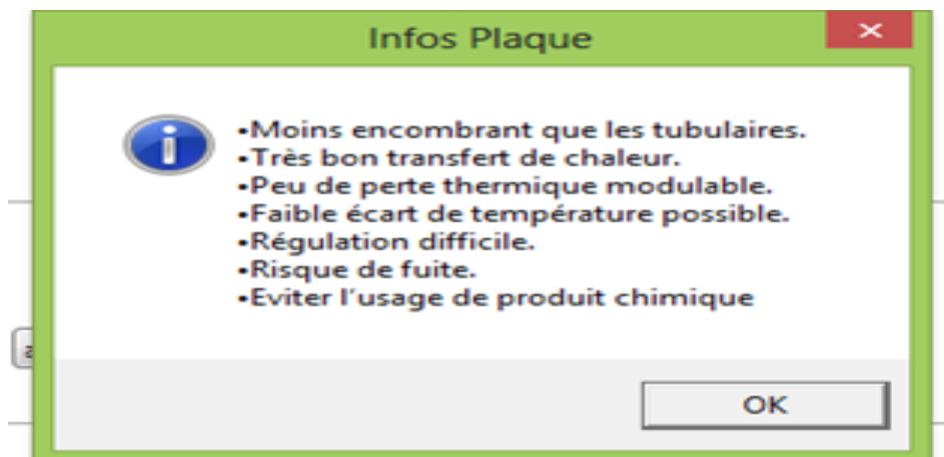 Infos Plaque
•Moins encombrant que les tubulaires.
•Très bon transfert de chaleur.
•Peu de perte thermique modulable.
•Faible écart de température possible.
•Régulation difficile.
•Risque de fuite.
•Eviter l'usage de produit chimique
OK